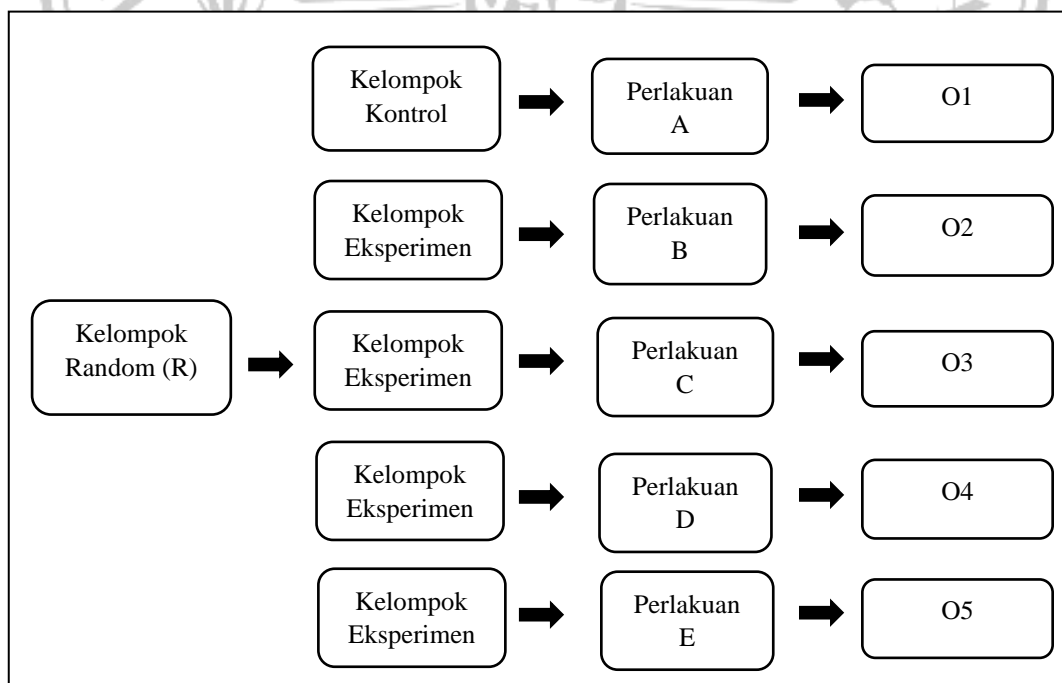 Kelompok
Kontrol
Perlakuan
A
O1
Kelompok
Eksperimen
Perlakuan
B
O2
Kelompok
Random (R)
Kelompok
Eksperimen
Perlakuan
C
O3
Kelompok
Eksperimen
Perlakuan
D
O4
Kelompok
Eksperimen
Perlakuan
E
O5